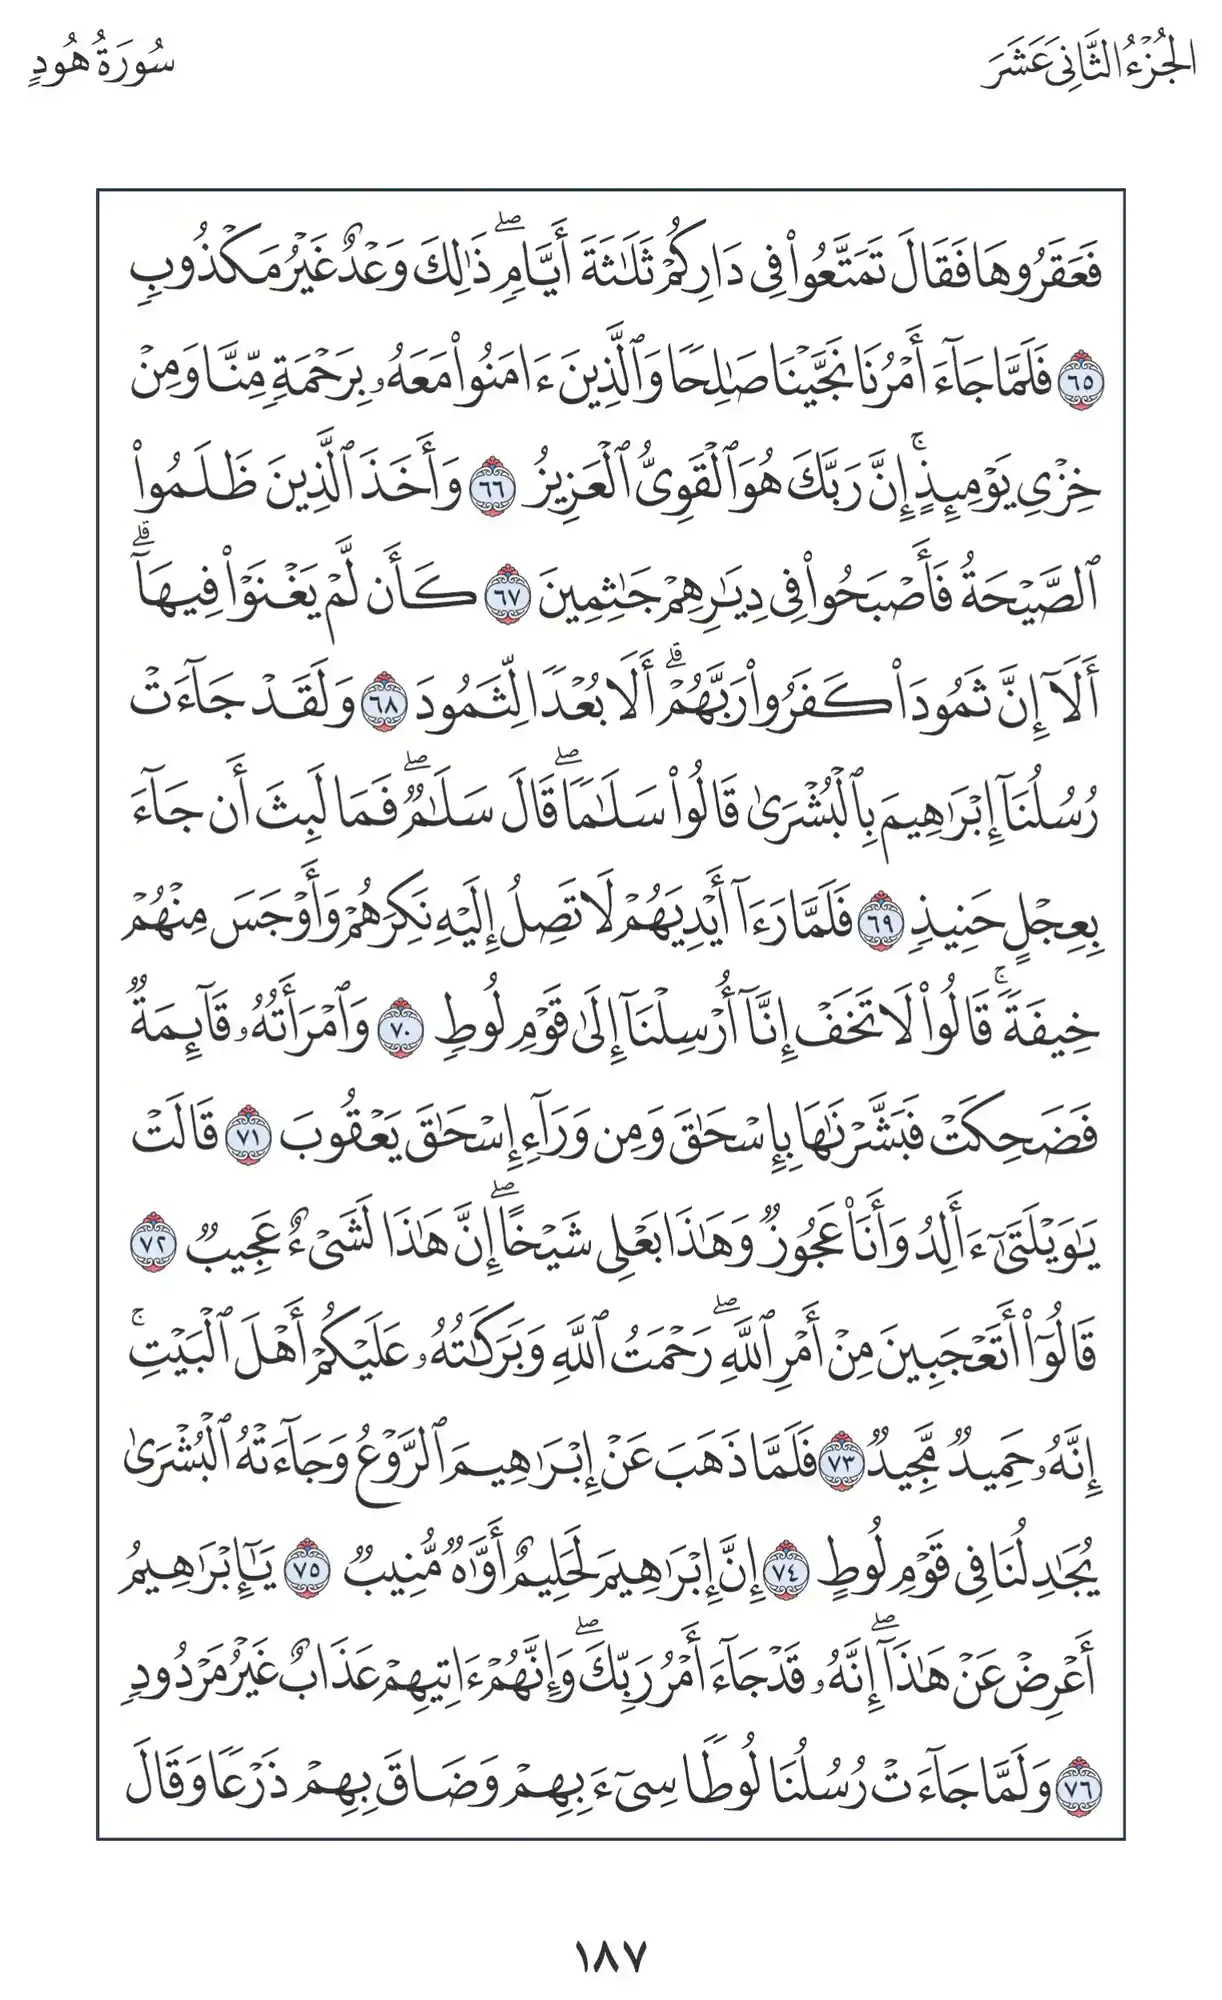 الجُزْءُ الثَّانِي عَشَرَ
سُورَةُ هُودٍ
فَعَقَرُوهَا فَقَالَ تَمَتَّعُوا۟ فِى دَارِكُمْ ثَلَـٰثَةَ أَيَّامٍۢ ۖ ذَٰلِكَ وَعْدٌ غَيْرُ مَكْذُوبٍۢ
٦٥ فَلَمَّا جَآءَ أَمْرُنَا نَجَّيْنَا صَـٰلِحًۭا وَٱلَّذِينَ ءَامَنُوا۟ مَعَهُۥ بِرَحْمَةٍۢ مِّنَّا وَمِنْ
خِزْىِ يَوْمِئِذٍ ۗ إِنَّ رَبَّكَ هُوَ ٱلْقَوِىُّ ٱلْعَزِيزُ ٦٦ وَأَخَذَ ٱلَّذِينَ ظَلَمُوا۟
ٱلصَّيْحَةُ فَأَصْبَحُوا۟ فِى دِيَـٰرِهِمْ جَـٰثِمِينَ ٦٧ كَأَن لَّمْ يَغْنَوْا۟ فِيهَآ ۗ
أَلَآ إِنَّ ثَمُودَا۟ كَفَرُوا۟ رَبَّهُمْ ۗ أَلَا بُعْدًۭا لِّثَمُودَ ٦٨ وَلَقَدْ جَآءَتْ
رُسُلُنَآ إِبْرَٰهِيمَ بِٱلْبُشْرَىٰ قَالُوا۟ سَلَـٰمًۭا ۖ قَالَ سَلَـٰمٌۭ ۖ فَمَا لَبِثَ أَن جَآءَ
بِعِجْلٍ حَنِيذٍۢ ٦٩ فَلَمَّا رَءَآ أَيْدِيَهُمْ لَا تَصِلُ إِلَيْهِ نَكِرَهُمْ وَأَوْجَسَ مِنْهُمْ
خِيفَةًۭ ۚ قَالُوا۟ لَا تَخَفْ إِنَّآ أُرْسِلْنَآ إِلَىٰ قَوْمِ لُوطٍۢ ٧٠ وَٱمْرَأَتُهُۥ قَآئِمَةٌۭ
فَضَحِكَتْ فَبَشَّرْنَـٰهَا بِإِسْحَـٰقَ وَمِن وَرَآءِ إِسْحَـٰقَ يَعْقُوبَ ٧١ قَالَتْ
يَـٰوَيْلَتَىٰٓ ءَأَلِدُ وَأَنَا۠ عَجُوزٌۭ وَهَـٰذَا بَعْلِى شَيْخًا ۖ إِنَّ هَـٰذَا لَشَىْءٌ عَجِيبٌۭ ٧٢
قَالُوٓا۟ أَتَعْجَبِينَ مِنْ أَمْرِ ٱللَّهِ ۖ رَحْمَتُ ٱللَّهِ وَبَرَكَـٰتُهُۥ عَلَيْكُمْ أَهْلَ ٱلْبَيْتِ ۚ
إِنَّهُۥ حَمِيدٌۭ مَّجِيدٌۭ ٧٣ فَلَمَّا ذَهَبَ عَنْ إِبْرَٰهِيمَ ٱلرَّوْعُ وَجَآءَتْهُ ٱلْبُشْرَىٰ
يُجَـٰدِلُنَا فِى قَوْمِ لُوطٍ ٧٤ إِنَّ إِبْرَٰهِيمَ لَحَلِيمٌ أَوَّٰهٌۭ مُّنِيبٌۭ ٧٥ يَـٰٓإِبْرَٰهِيمُ
أَعْرِضْ عَنْ هَـٰذَآ ۖ إِنَّهُۥ قَدْ جَآءَ أَمْرُ رَبِّكَ ۖ وَإِنَّهُمْ ءَاتِيهِمْ عَذَابٌ غَيْرُ مَرْدُودٍۢ
٧٦ وَلَمَّا جَآءَتْ رُسُلُنَا لُوطًۭا سِىٓءَ بِهِمْ وَضَاقَ بِهِمْ ذَرْعًۭا وَقَالَ
١٨٧